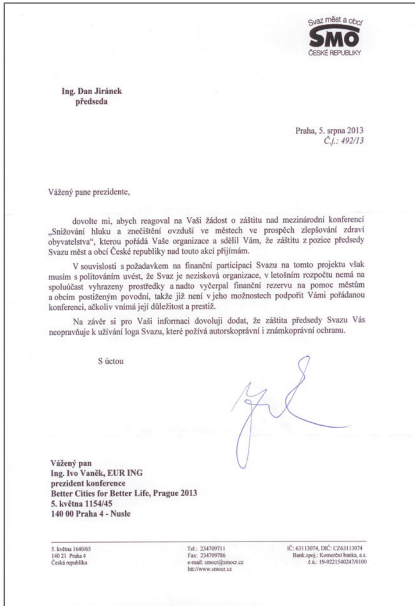 Svaz měst a obcí
SMO
ČESKÉ REPUBLIKY
Ing. Dan Jiránek
předseda
Praha, 5. srpna 2013
Č.j.: 492/13
Vážený pane prezidente,
dovolte mi, abych reagoval na Vaši žádost o záštitu nad mezinárodní konferencí
„Snižování hluku a znečištění ovzduší ve městech ve prospěch zlepšování zdraví
obyvatelstva“, kterou pořádá Vaše organizace a sdělil Vám, že záštitu z pozice předsedy
Svazu měst a obcí České republiky nad touto akcí přijímám.
V souvislosti s požadavkem na finanční participaci Svazu na tomto projektu však
musím s politováním uvést, že Svaz je nezisková organizace, v letošním rozpočtu nemá na
spoluúčast vyhrazeny prostředky a nadto vyčerpal finanční rezervu na pomoc městům
a obcím postiženým povodní, takže již není v jeho možnostech podpořit Vámi pořádanou
konferenci, ačkoliv vnímá její důležitost a prestiž.
Na závěr si pro Vaši informaci dovoluji dodat, že záštita předsedy Svazu Vás
neopravňuje k užívání loga Svazu, které požívá autorskoprávní i známkoprávní ochranu.
S úctou
Vážený pan
Ing. Ivo Vaněk, EUR ING
prezident konference
Better Cities for Better Life, Prague 2013
5. května 1154/45
140 00 Praha 4 - Nusle
5. května 1640/65
140 21 Praha 4
Česká republika
Tel.: 234709711
Fax: 234709786
e-mail: smocr@smocr.cz
htt://www.smocr.cz
IČ: 63113074, DIČ: CZ63113074
Bank.spoj.: Komerční banka, a.s.
č.ú.: 19-0221540247/0100